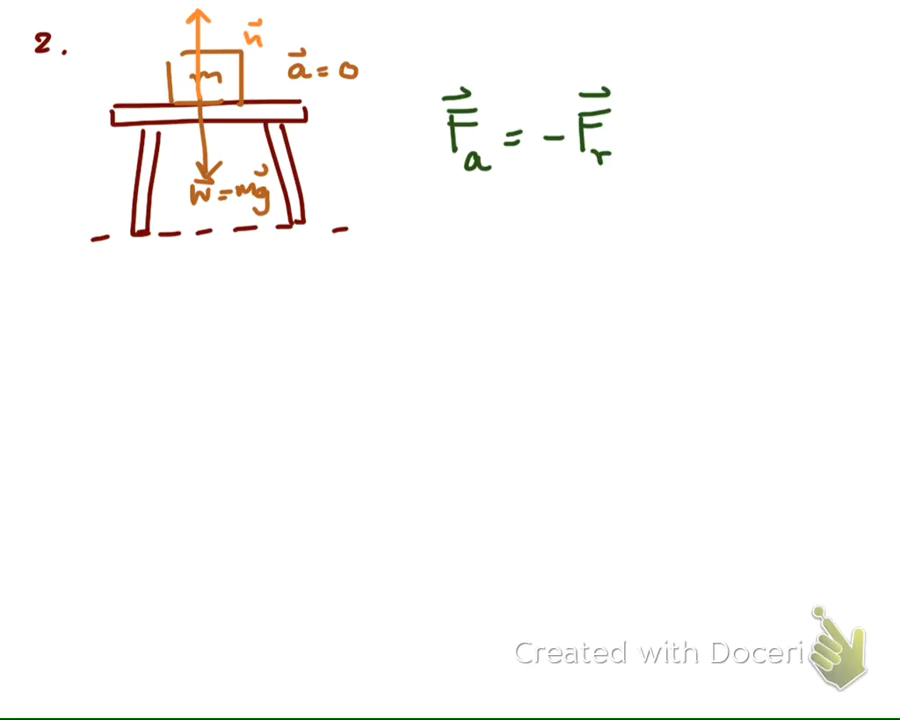 2.
n⃗
m
a⃗ = 0
F⃗a = - F⃗r
W⃗ = mg⃗
Created with Doceri